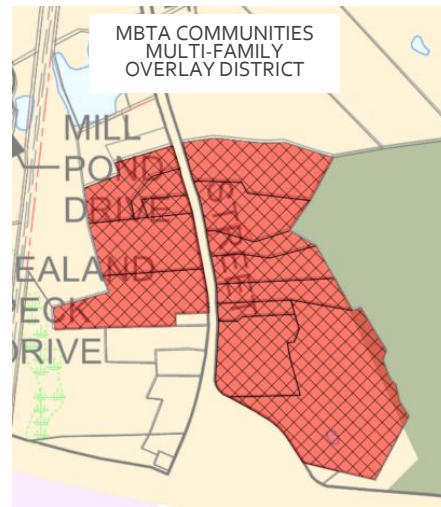 MBTA COMMUNITIES
MULTI-FAMILY
OVERLAY DISTRICT
MILL
POND
DRIVE
STREET
EALAND
PECK
DRIVE